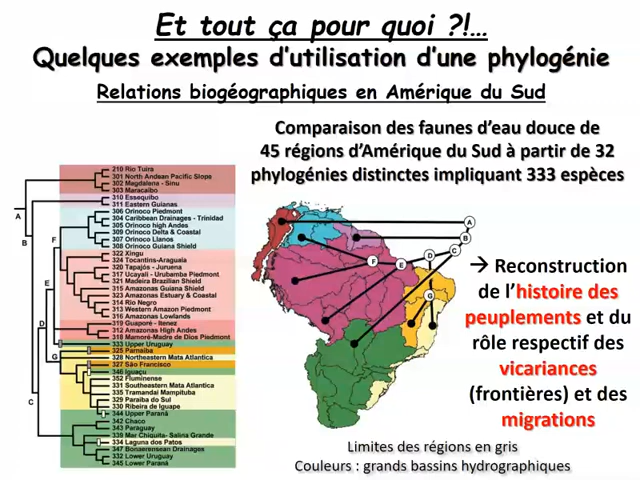 Et tout ça pour quoi ?!...
Quelques exemples d'utilisation d'une phylogénie
Relations biogéographiques en Amérique du Sud
Comparaison des faunes d'eau douce de
45 régions d'Amérique du Sud à partir de 32
phylogénies distinctes impliquant 333 espèces
210 Rio Tuira
301 North Andean Pacific Slope
302 Magdalena - Sinu
303 Maracaibo
310 Essequibo
311 Eastern Guianas
306 Orinoco Piedmont
304 Caribbean Drainages - Trinidad
305 Orinoco high Andes
309 Orinoco Delta & Coastal
307 Orinoco Llanos
308 Orinoco Guiana Shield
322 Xingu
324 Tocantins-Araguaia
320 Tapajós - Juruena
317 Ucayali - Urubamba Piedmont
321 Madeira Brazilian Shield
315 Amazonas Guiana Shield
323 Amazonas Estuary & Coastal
314 Rio Negro
313 Western Amazon Piedmont
316 Amazonas Lowlands
319 Guaporé - Itenez
312 Amazonas High Andes
318 Mamoré-Madre de Dios Piedmont
333 Upper Uruguay
325 Parnaiba
328 Northeastern Mata Atlantica
327 São Francisco
346 Iguaçu
352 Fluminense
331 Southeastern Mata Atlantica
335 Tramandai Mampituba
329 Paraiba do Sul
330 Ribeira de Iguape
344 Upper Paraná
342 Chaco
343 Paraguay
339 Mar Chiquita- Salina Grande
334 Laguna dos Patos
347 Bonaerensean Drainages
332 Lower Uruguay
345 Lower Paraná
A
B
F
E
D
G
C
A
B
C
D
E
F
G
→ Reconstruction
de l'histoire des
peuplements et du
rôle respectif des
vicariances
(frontières) et des
migrations
Limites des régions en gris
Couleurs : grands bassins hydrographiques